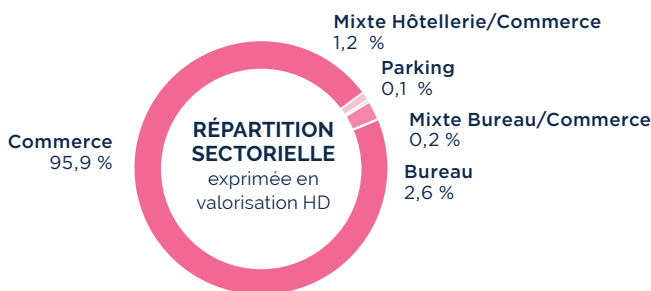 Mixte Hôtellerie/Commerce
1,2 %
Parking
0,1 %
Mixte Bureau/Commerce
0,2 %
Bureau
2,6 %
Commerce
95,9 %
RÉPARTITION
SECTORIELLE
exprimée en
valorisation HD